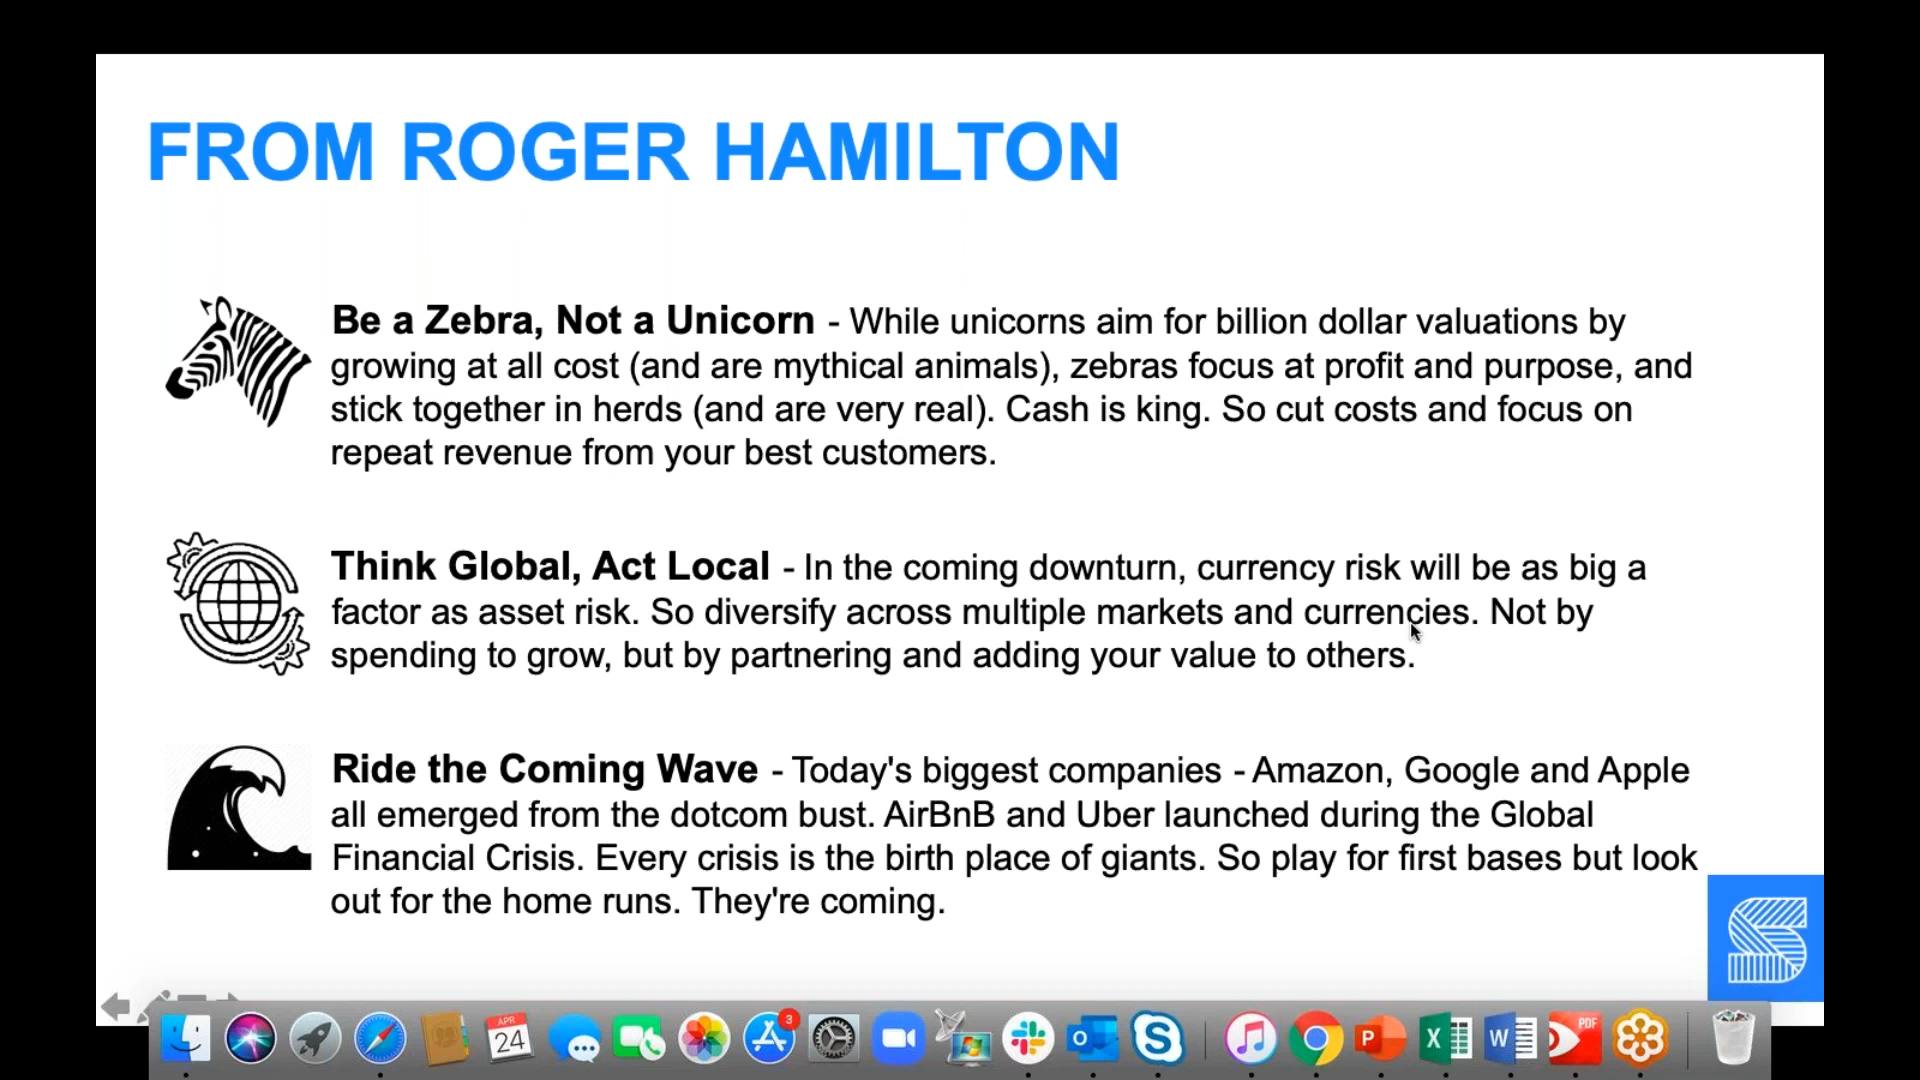 FROM ROGER HAMILTON
Be a Zebra, Not a Unicorn - While unicorns aim for billion dollar valuations by
growing at all cost (and are mythical animals), zebras focus at profit and purpose, and
stick together in herds (and are very real). Cash is king. So cut costs and focus on
repeat revenue from your best customers.
Think Global, Act Local - In the coming downturn, currency risk will be as big a
factor as asset risk. So diversify across multiple markets and currencies. Not by
spending to grow, but by partnering and adding your value to others.
Ride the Coming Wave - Today's biggest companies - Amazon, Google and Apple
all emerged from the dotcom bust. AirBnB and Uber launched during the Global
Financial Crisis. Every crisis is the birth place of giants. So play for first bases but look
out for the home runs. They're coming.
S
APR
24
3
O
S
P
X
W
PDF